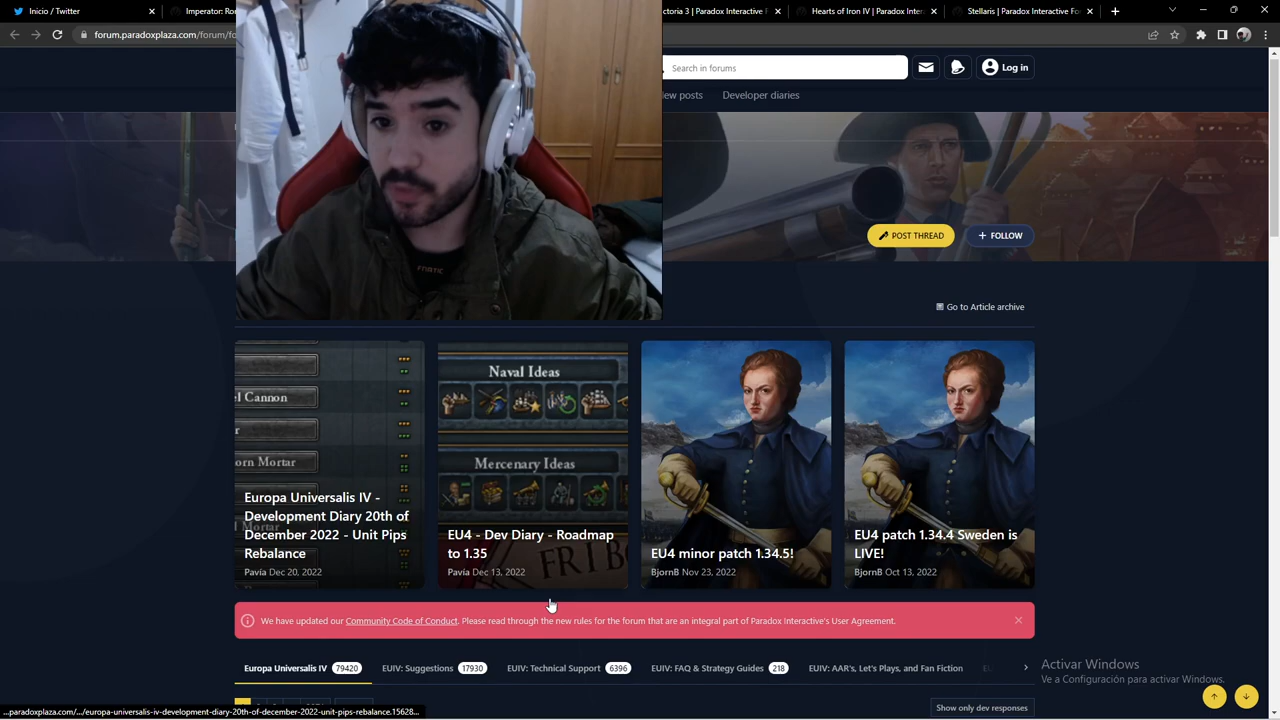 Inicio / Twitter
Imperator: Ro
ctoria 3 | Paradox Interactive F
Hearts of Iron IV | Paradox Inte
Stellaris | Paradox Interactive Fo
forum.paradoxplaza.com/forum/fo
Search in forums
Log in
ew posts
Developer diaries
POST THREAD
FOLLOW
Go to Article archive
FNATIC
el Cannon
r
orn Mortar
d Mortar
Europa Universalis IV -
Development Diary 20th of
December 2022 - Unit Pips
Rebalance
Pavía Dec 20, 2022
Naval Ideas
Mercenary Ideas
EU4 - Dev Diary - Roadmap
to 1.35
Pavía Dec 13, 2022
EU4 minor patch 1.34.5!
BjornB Nov 23, 2022
EU4 patch 1.34.4 Sweden is
LIVE!
BjornB Oct 13, 2022
We have updated our Community Code of Conduct. Please read through the new rules for the forum that are an integral part of Paradox Interactive's User Agreement.
Europa Universalis IV 79420
EUIV: Suggestions 17930
EUIV: Technical Support 6396
EUIV: FAQ & Strategy Guides 218
EUIV: AAR's, Let's Plays, and Fan Fiction
Activar Windows
Ve a Configuración para activar Windows.
Show only dev responses
...paradoxplaza.com/.../europa-universalis-iv-development-diary-20th-of-december-2022-unit-pips-rebalance.15628...